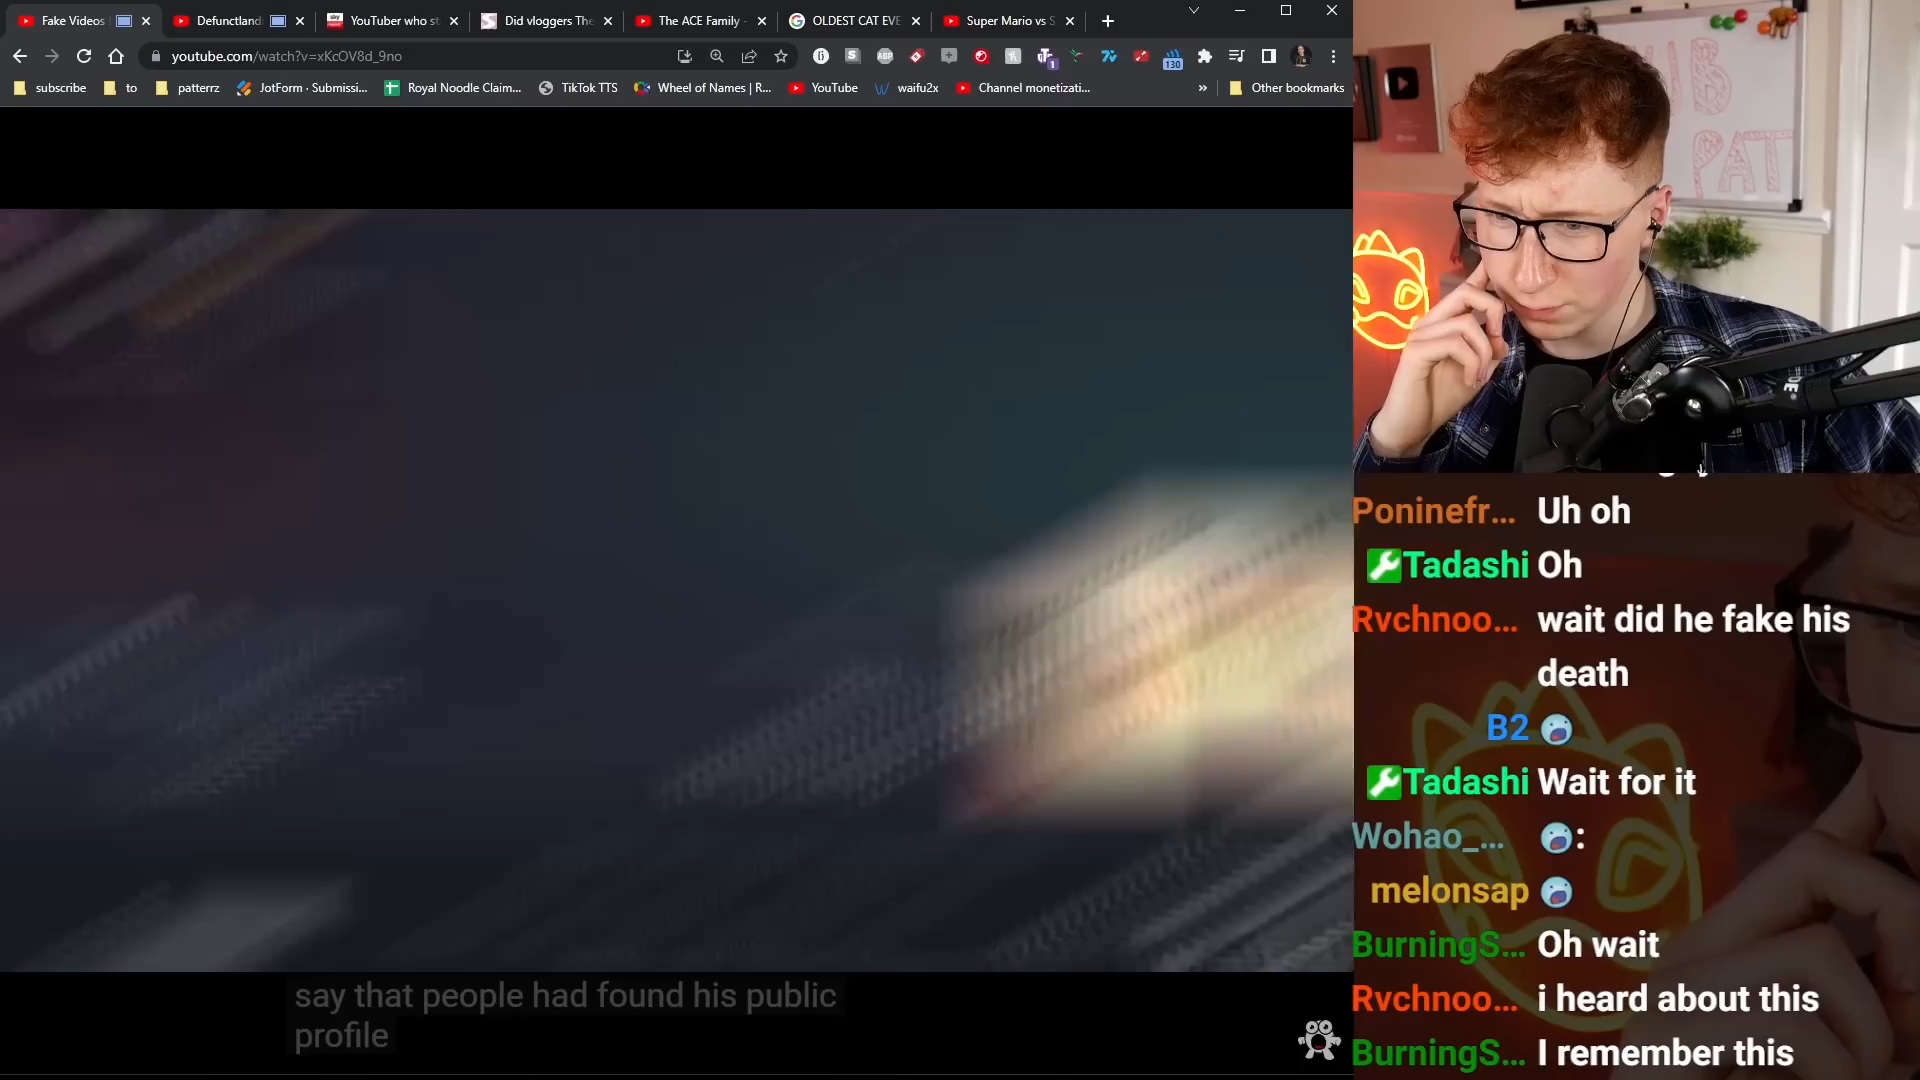 Fake Videos
Defunctland
YouTuber who st
Did vloggers The
The ACE Family -
OLDEST CAT EVE
Super Mario vs S
youtube.com/watch?v=xKcOV8d_9no
ABP
1
130
subscribe
to
patterrz
JotForm · Submissi...
Royal Noodle Claim...
TikTok TTS
Wheel of Names | R...
YouTube
waifu2x
Channel monetizati...
»
Other bookmarks
PAT
Poninefr... Uh oh
Tadashi Oh
Rvchnoo... wait did he fake his
death
B2
Tadashi Wait for it
Wohao_... :
melonsap
BurningS... Oh wait
Rvchnoo... i heard about this
BurningS... I remember this
say that people had found his public
profile